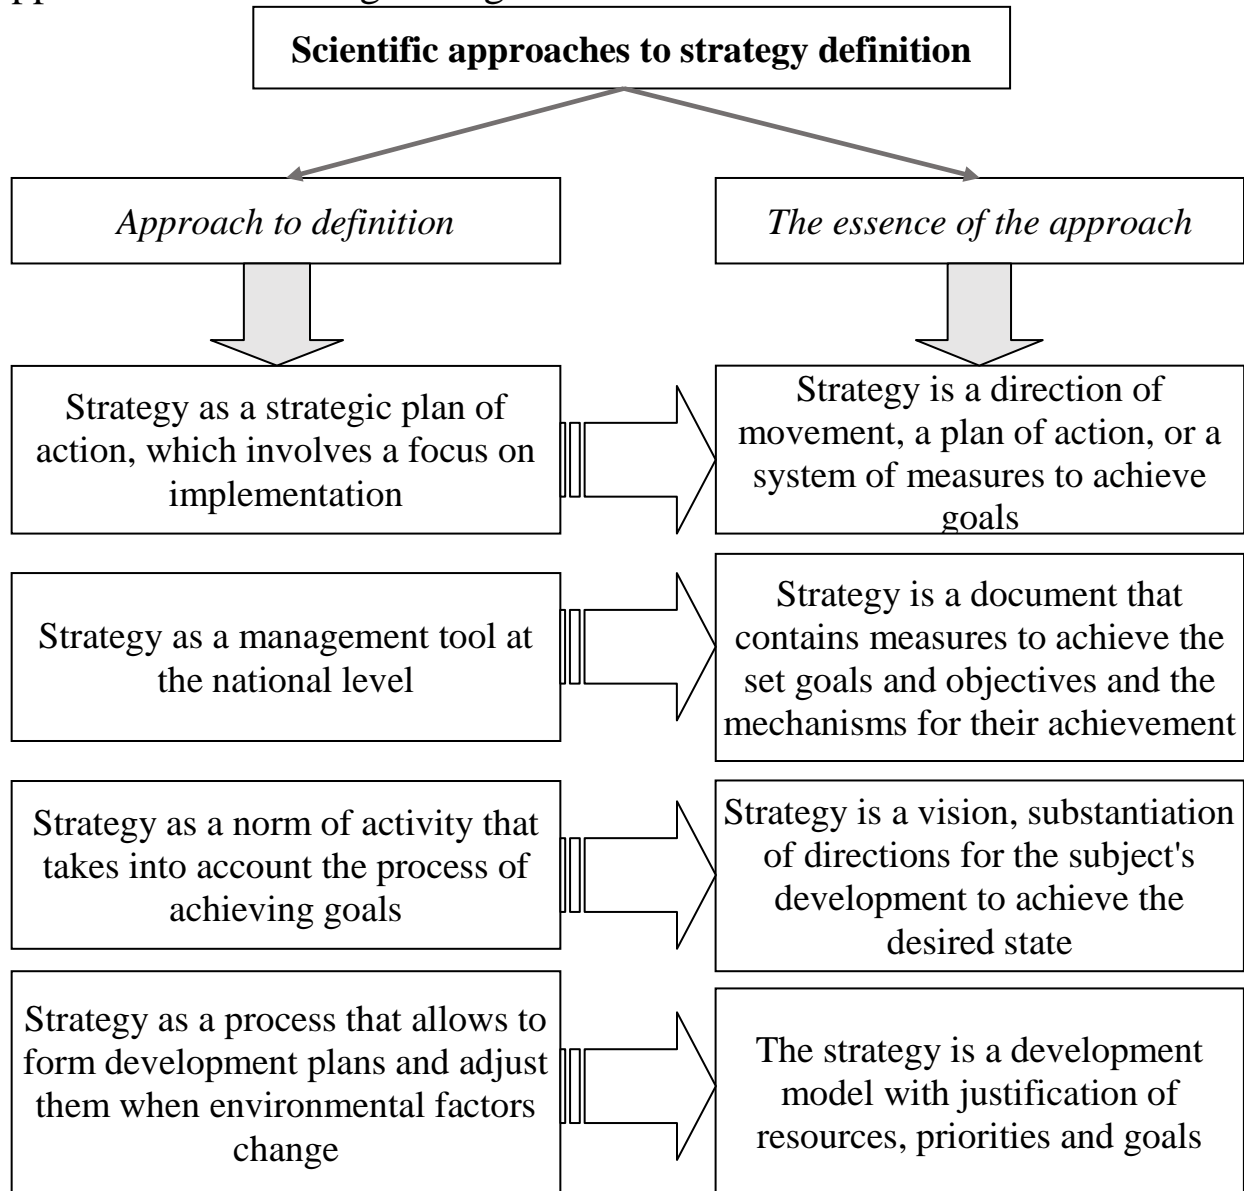 Scientific approaches to strategy definition
Approach to definition
The essence of the approach
Strategy as a strategic plan of
action, which involves a focus on
implementation
Strategy is a direction of
movement, a plan of action, or a
system of measures to achieve
goals
Strategy as a management tool at
the national level
Strategy is a document that
contains measures to achieve the
set goals and objectives and the
mechanisms for their achievement
Strategy as a norm of activity that
takes into account the process of
achieving goals
Strategy is a vision, substantiation
of directions for the subject's
development to achieve the
desired state
Strategy as a process that allows to
form development plans and adjust
them when environmental factors
change
The strategy is a development
model with justification of
resources, priorities and goals